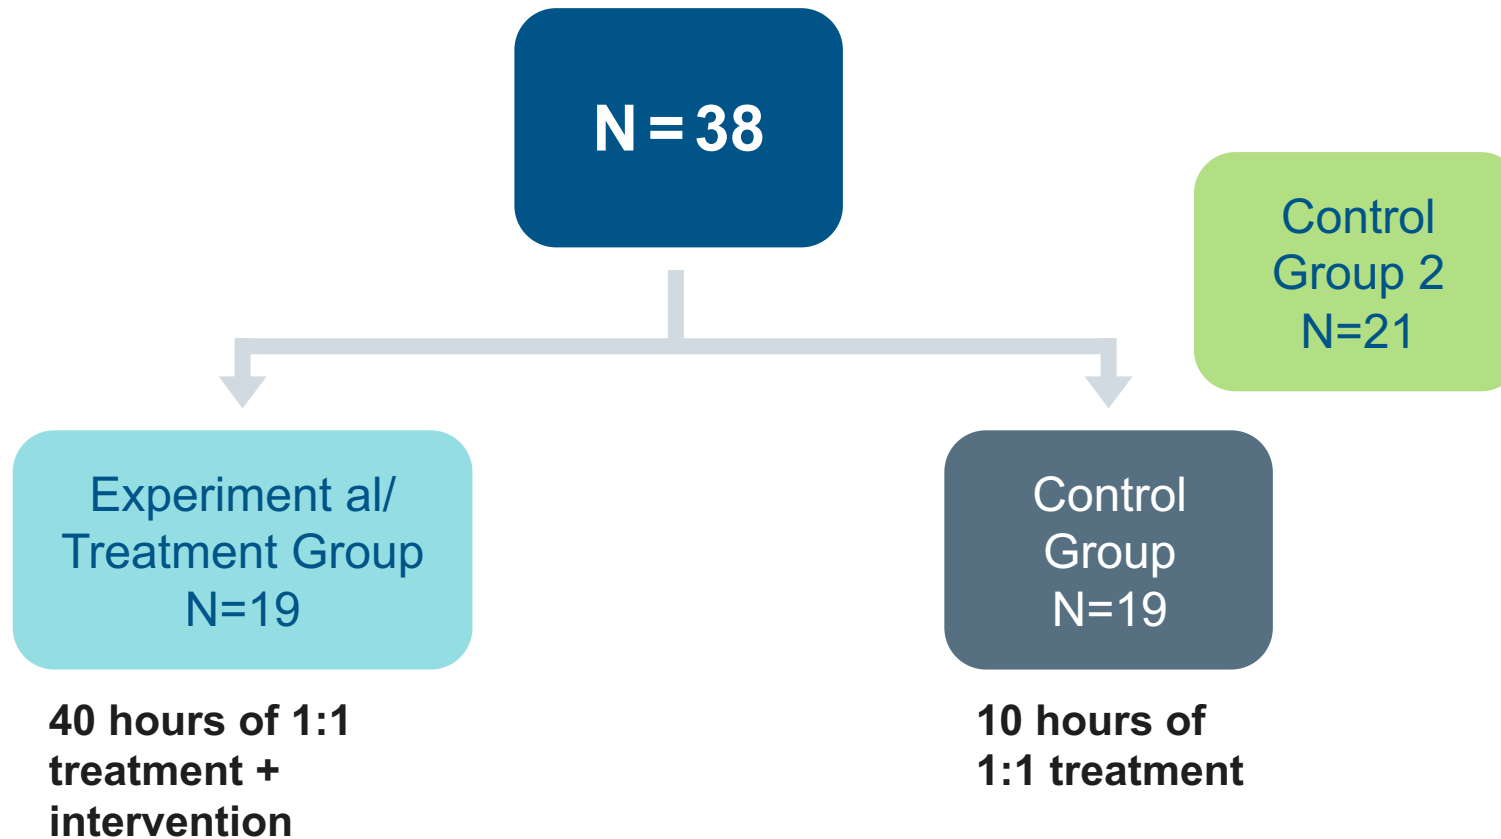 N = 38
Control
Group 2
N=21
Experiment al/
Treatment Group
N=19
Control
Group
N=19
40 hours of 1:1
treatment +
intervention
10 hours of
1:1 treatment